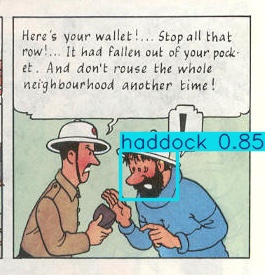 Here's your wallet!... Stop all that
row!... It had fallen out of your pock-
et. And don't rouse the whole
neighbourhood another time!
!
haddock 0.85